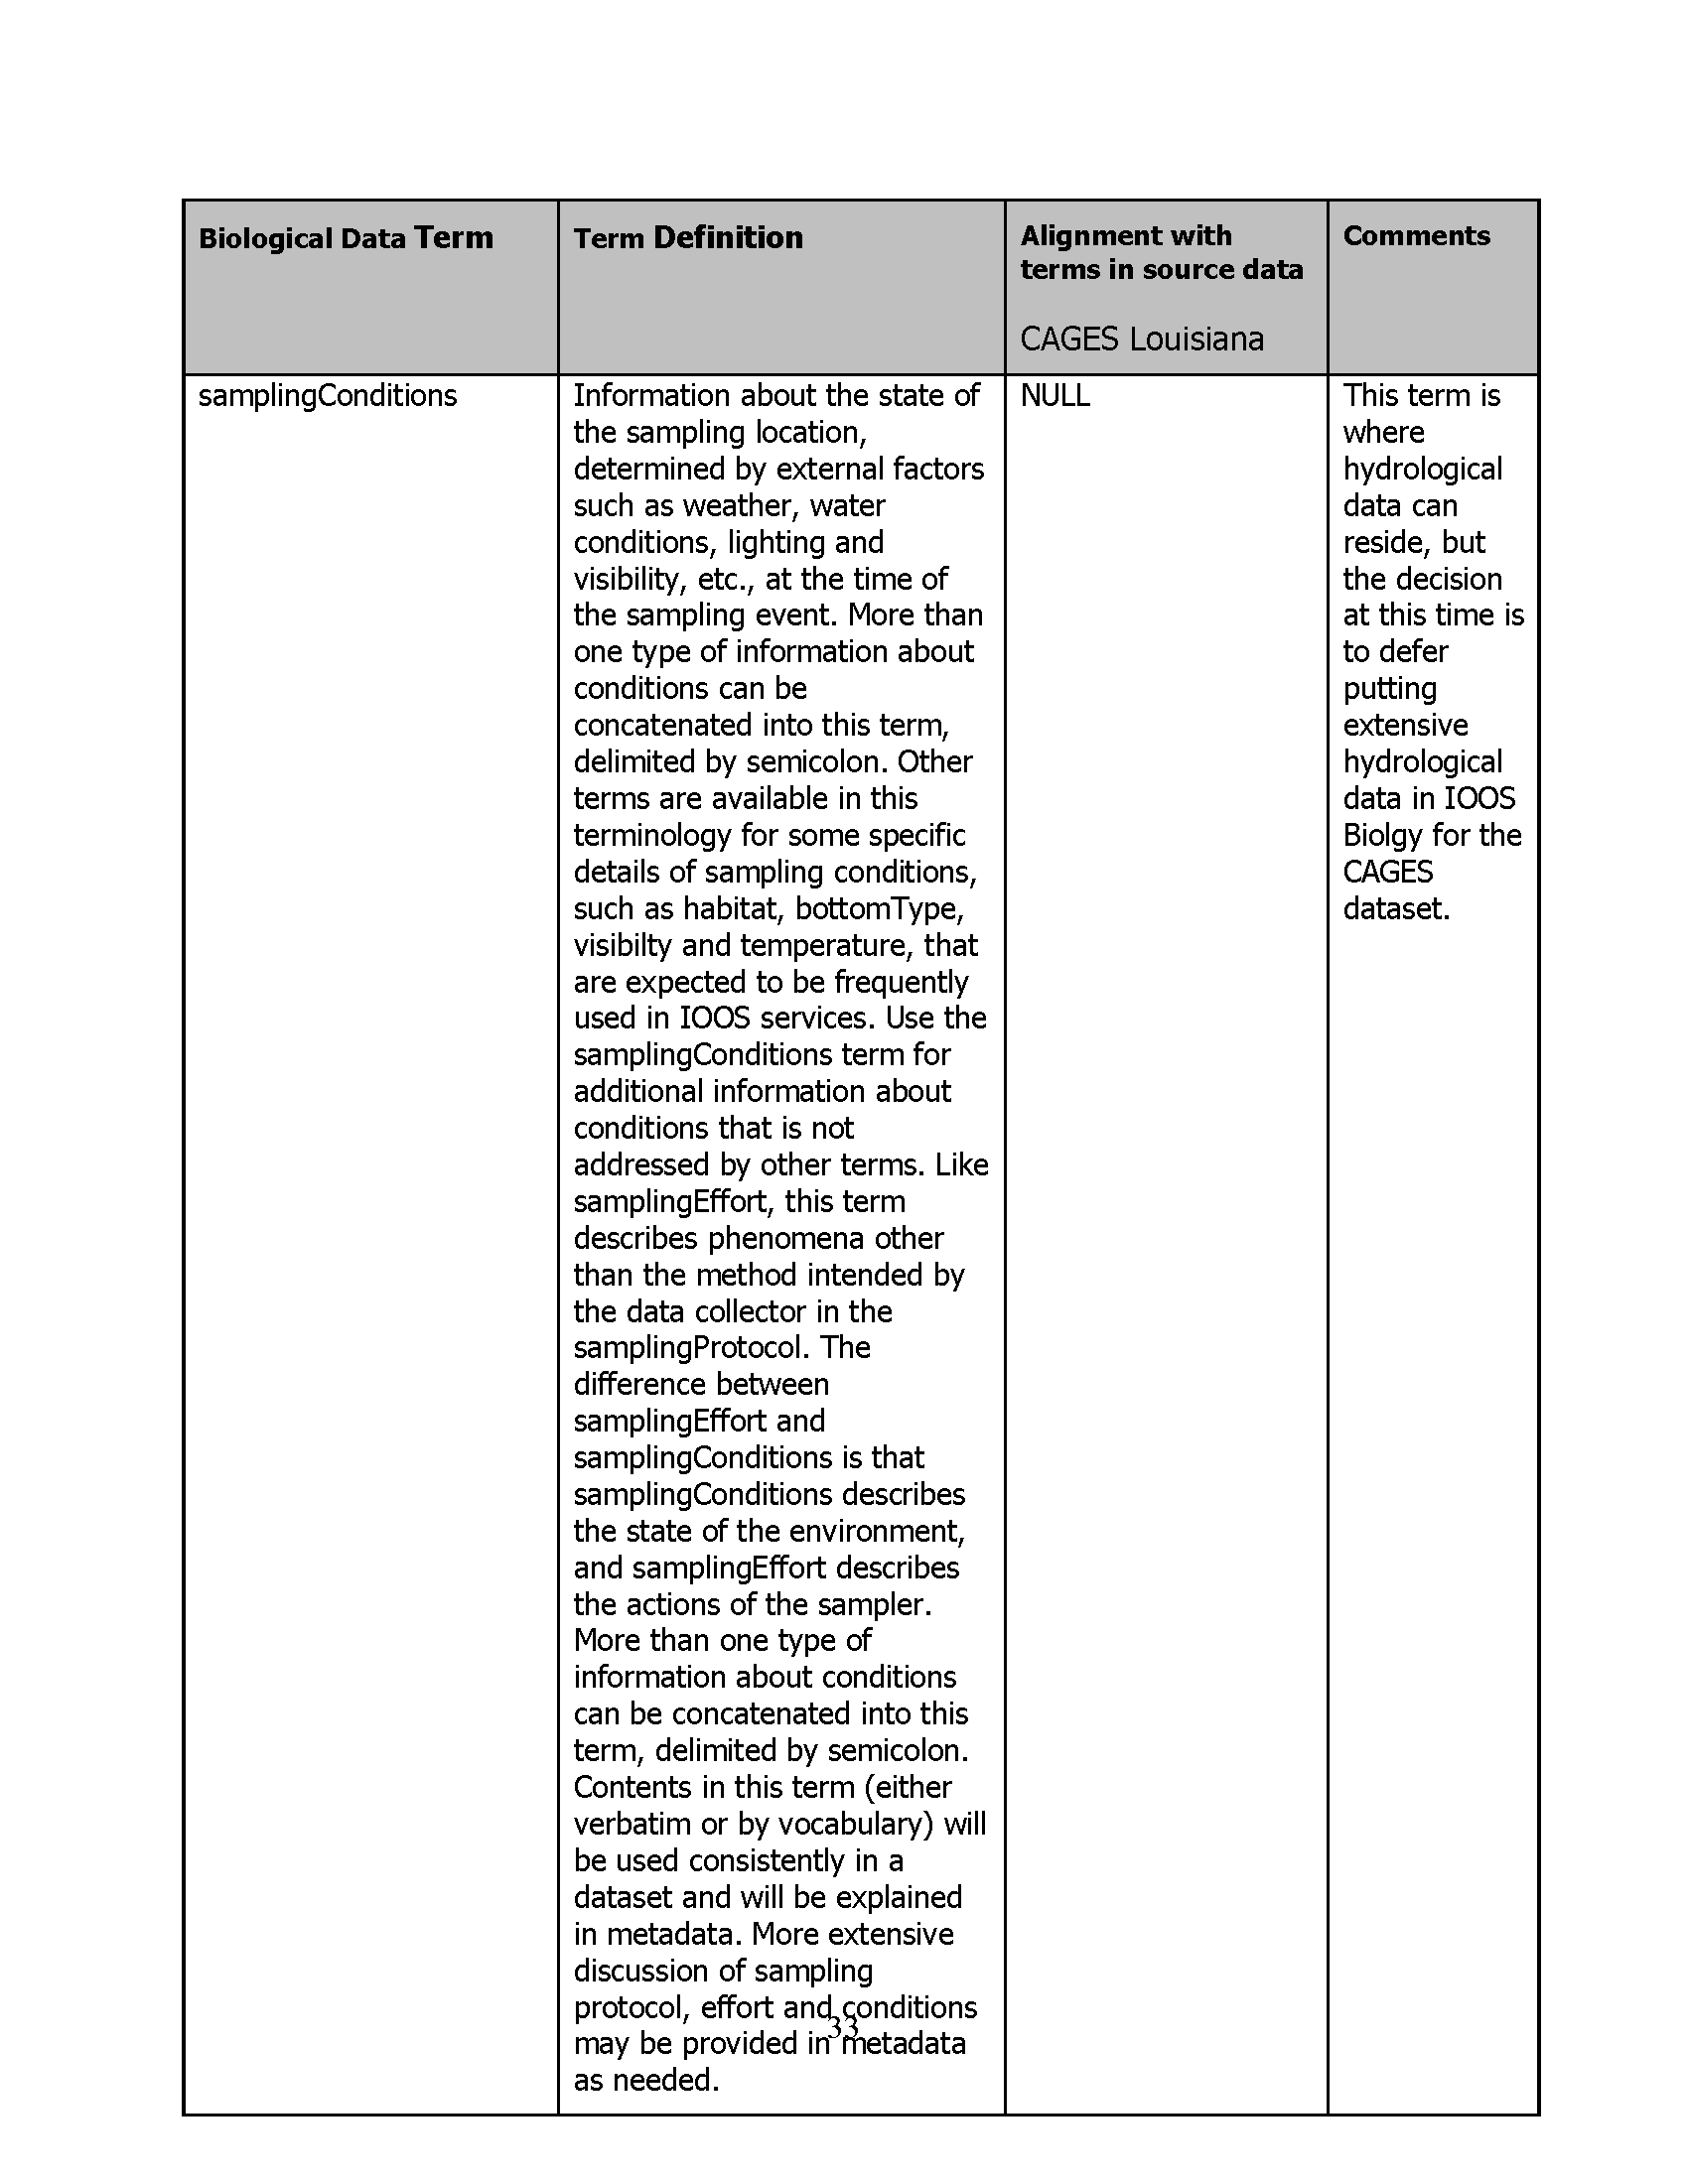 Biological Data Term
Term Definition
Alignment with
terms in source data
CAGES Louisiana
Comments
samplingConditions
Information about the state of
the sampling location,
determined by external factors
such as weather, water
conditions, lighting and
visibility, etc., at the time of
the sampling event. More than
one type of information about
conditions can be
concatenated into this term,
delimited by semicolon. Other
terms are available in this
terminology for some specific
details of sampling conditions,
such as habitat, bottomType,
visibilty and temperature, that
are expected to be frequently
used in IOOS services. Use the
samplingConditions term for
additional information about
conditions that is not
addressed by other terms. Like
samplingEffort, this term
describes phenomena other
than the method intended by
the data collector in the
samplingProtocol. The
difference between
samplingEffort and
samplingConditions is that
samplingConditions describes
the state of the environment,
and samplingEffort describes
the actions of the sampler.
More than one type of
information about conditions
can be concatenated into this
term, delimited by semicolon.
Contents in this term (either
verbatim or by vocabulary) will
be used consistently in a
dataset and will be explained
in metadata. More extensive
discussion of sampling
protocol, effort and conditions
may be provided in metadata
as needed.
NULL
This term is
where
hydrological
data can
reside, but
the decision
at this time is
to defer
putting
extensive
hydrological
data in IOOS
Biolgy for the
CAGES
dataset.
33